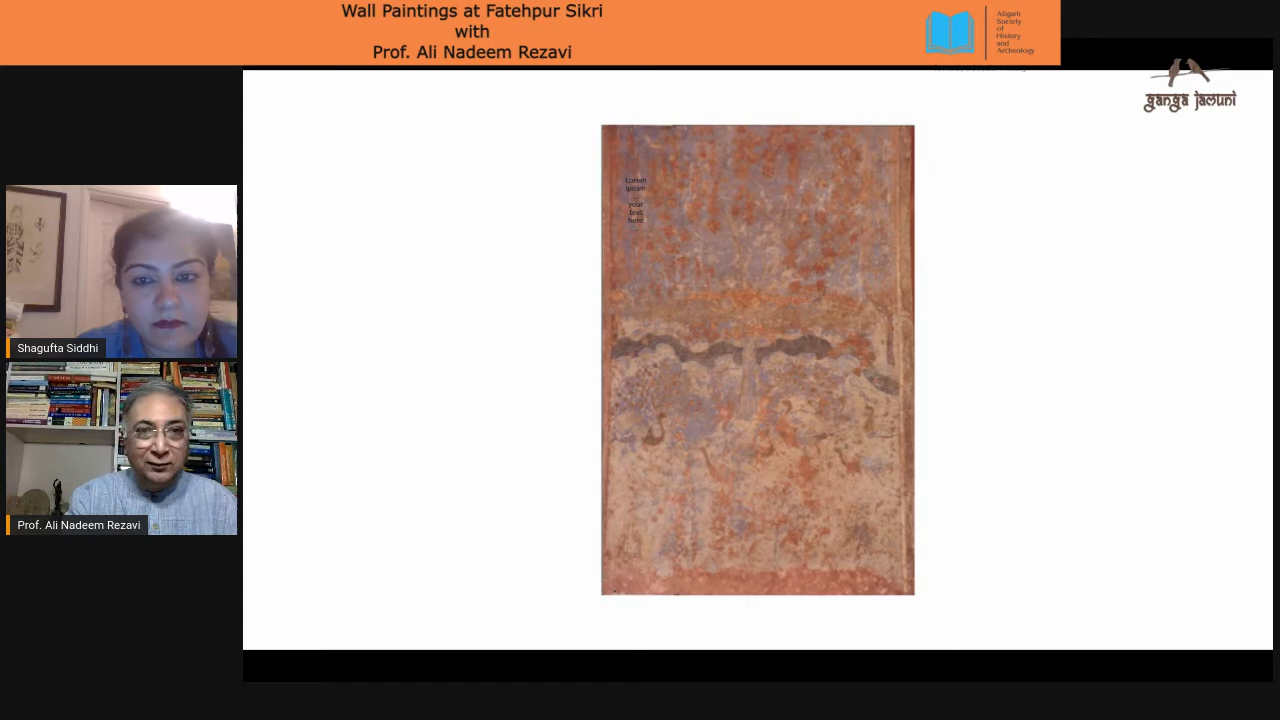 Wall Paintings at Fatehpur Sikri
with
Prof. Ali Nadeem Rezavi
Aligarh
Society
of
History
and
Archeology
ganga jamuni
Lorem
ipsum
your
text
here
Shagufta Siddhi
Prof. Ali Nadeem Rezavi